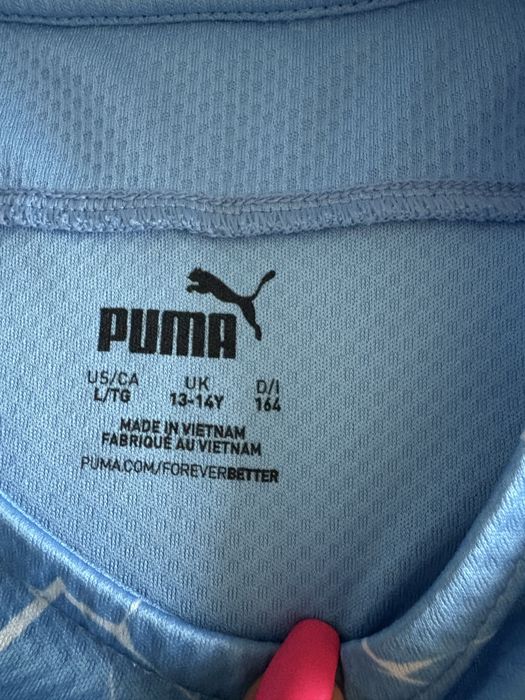 PUMA
US/CA UK D/I
L/TG 13-14Y 164
MADE IN VIETNAM
FABRIQUÉ AU VIETNAM
PUMA.COM/FOREVERBETTER